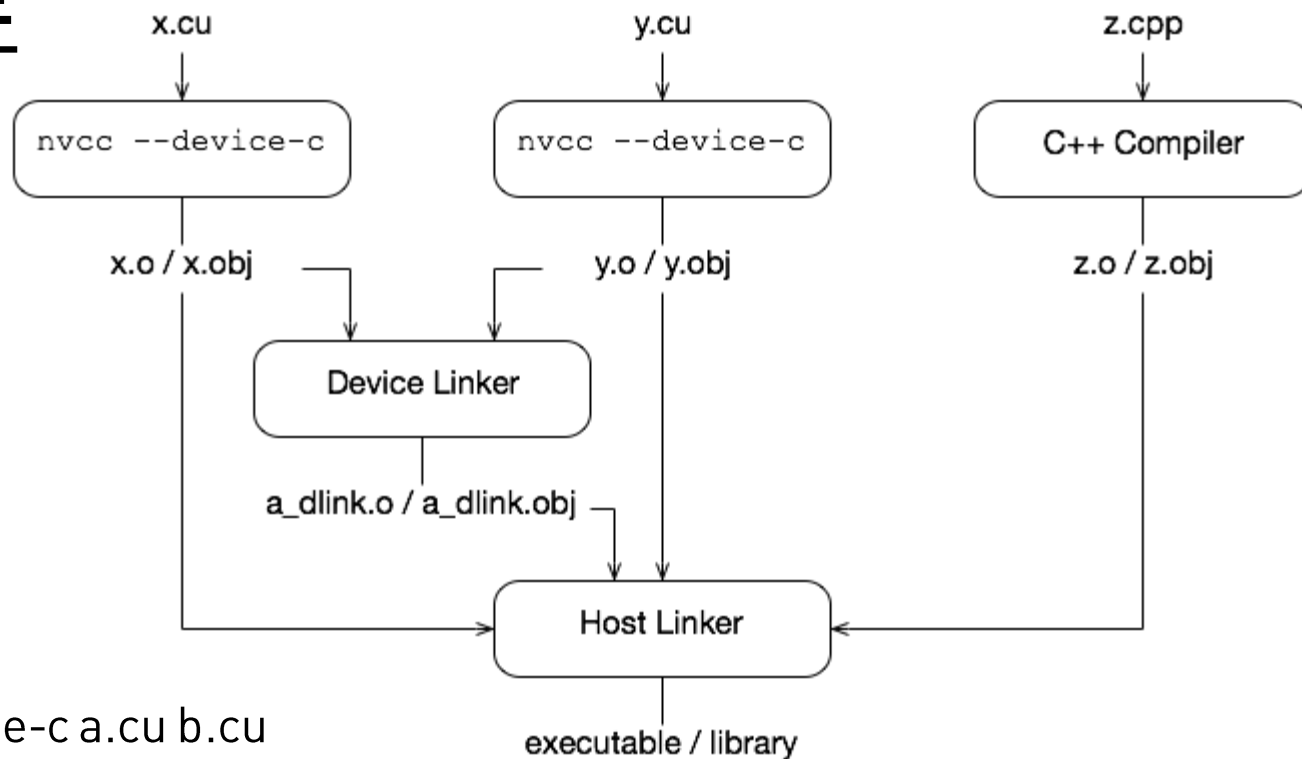 x.cu
y.cu
z.cpp
nvcc --device-c
nvcc --device-c
C++ Compiler
x.o / x.obj
y.o / y.obj
z.o / z.obj
Device Linker
a_dlink.o / a_dlink.obj
Host Linker
e-c a.cu b.cu
executable / library